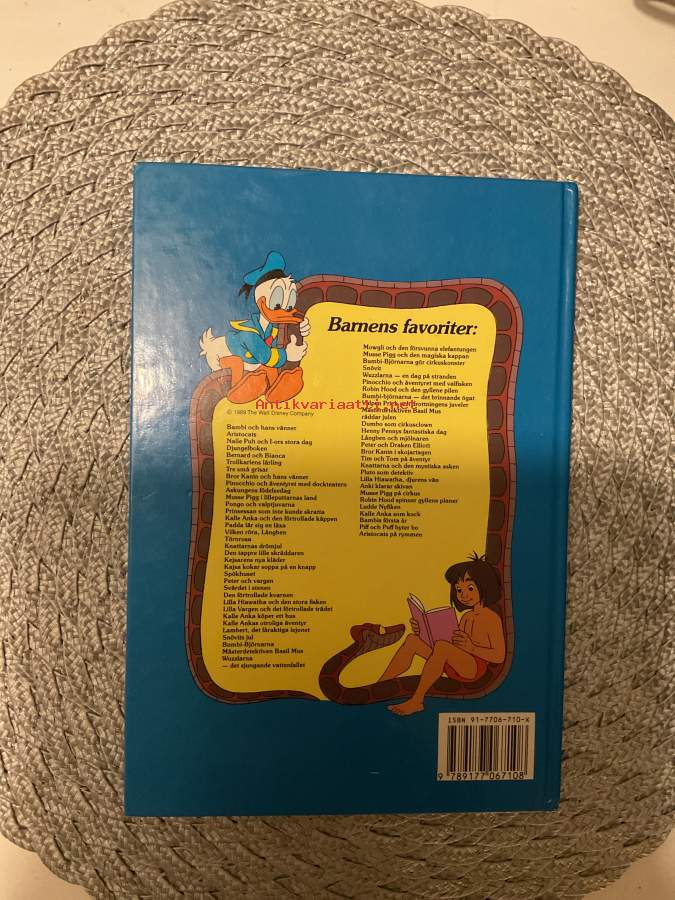 Barnens favoriter:
Mowgli och den försvunna elefantungen
Musse Pigg och den magiska kappan
Bumbi-Björnarna gör cirkuskonster
Snövit
Wuzzlarna — en dag på stranden
Pinocchio och äventyret med valfisken
Robin Hood och den gyllene pilen
Bumbi-björnarna — det brinnande ögat
Mästerdetektiven Basil Mus
räddar julen
Dumbo som cirkusclown
Henny Pennys fantastiska dag
Långben och mjölnaren
Peter och Draken Elliott
Bror Kanin i skojartagen
Tim och Tom på äventyr
Knattarna och den mystiska asken
Pluto som detektiv
Lilla Hiawatha, djurens vän
Anki klarar skivan
Musse Pigg på cirkus
Robin Hood spinner gyllene planer
Ludde Nyfiken
Kalle Anka som kock
Bambis första år
Piff och Puff byter bo
Aristocats på rymmen
Antikvariaatti.net
© 1989 The Walt Disney Company
Bambi och hans vänner
Aristocats
Nalle Puh och I-ors stora dag
Djungelboken
Bernard och Bianca
Trollkarlens lärling
Tre små grisar
Bror Kanin och hans vänner
Pinocchio och äventyret med dockteatern
Askungens födelsedag
Musse Pigg i lilleputtarnas land
Pongo och valptjuvarna
Prinsessan som inte kunde skratta
Kalle Anka och den förtrollade käppen
Padda lär sig en läxa
Vilken röra, Långben
Törnrosa
Knattarnas drömjul
Den tappre lille skräddaren
Kejsarens nya kläder
Kajsa kokar soppa på en knapp
Spökhuset
Peter och vargen
Svärdet i stenen
Den förtrollade kvarnen
Lilla Hiawatha och den stora fisken
Lilla Vargen och det förtrollade trädet
Kalle Anka köper ett hus
Kalle Ankas otroliga äventyr
Lambert, det fåraktiga lejonet
Snövits jul
Bumbi-Björnarna
Mästerdetektiven Basil Mus
Wuzzlarna
— det sjungande vattenfallet
ISBN 91-7706-710-X
9 789177 067108